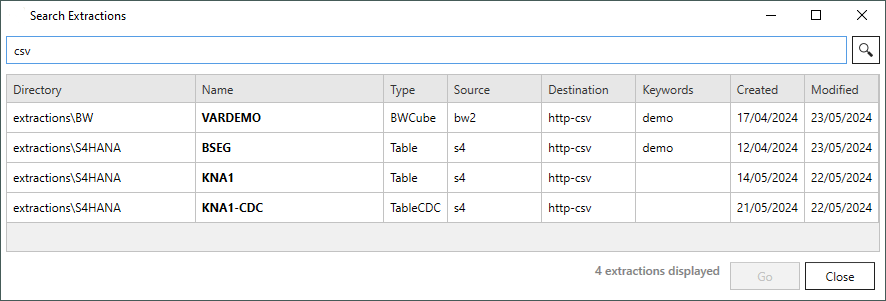 Search Extractions
csv
Directory Name Type Source Destination Keywords Created Modified
extractions\BW VARDEMO BWCube bw2 http-csv demo 17/04/2024 23/05/2024
extractions\S4HANA BSEG Table s4 http-csv demo 12/04/2024 23/05/2024
extractions\S4HANA KNA1 Table s4 http-csv 14/05/2024 22/05/2024
extractions\S4HANA KNA1-CDC TableCDC s4 http-csv 21/05/2024 22/05/2024
4 extractions displayed Go Close